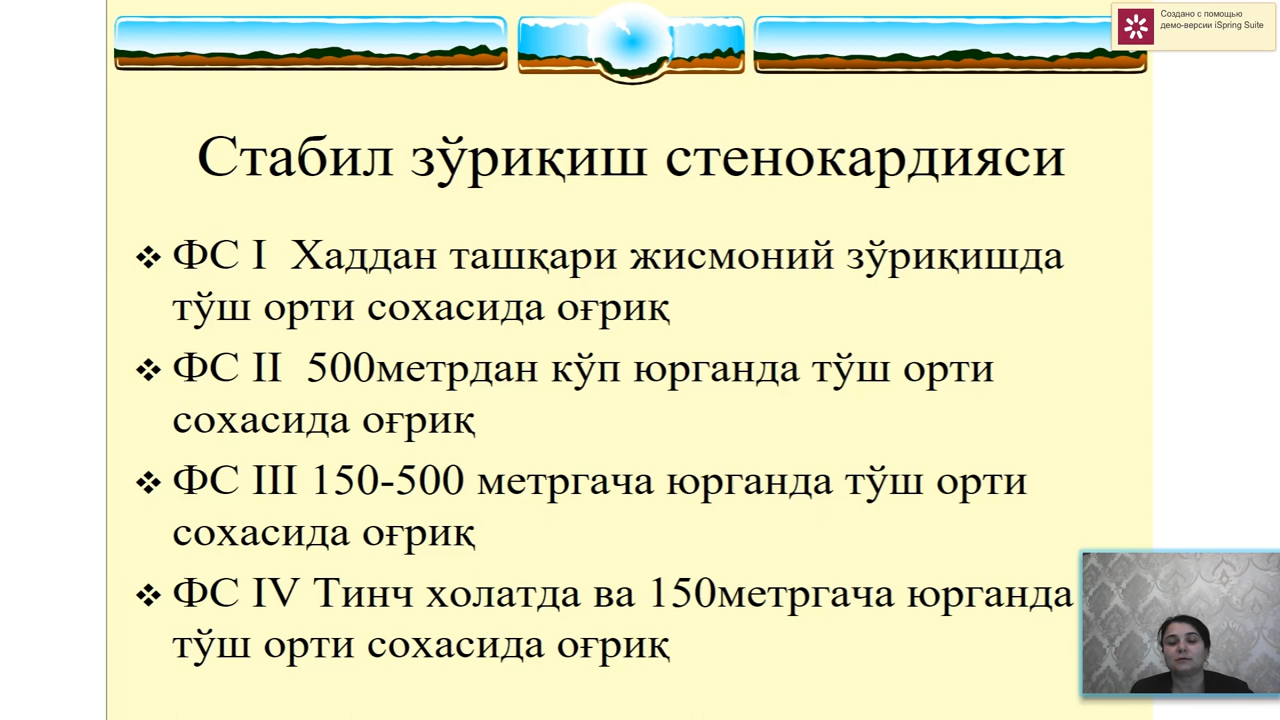 Создано с помощью
демо-версии iSpring Suite
Стабил зўриқиш стенокардияси
❖ ФС I Хаддан ташқари жисмоний зўриқишда
тўш орти сохасида оғриқ
❖ ФС II 500метрдан кўп юрганда тўш орти
сохасида оғриқ
❖ ФС III 150-500 метргача юрганда тўш орти
сохасида оғриқ
❖ ФС IV Тинч холатда ва 150метргача юрганда
тўш орти сохасида оғриқ